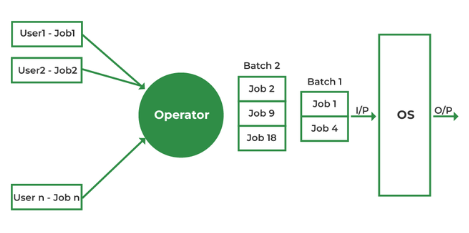 User1 - Job1
User2 - Job2
User n - Job n
Operator
Batch 2
Job 2
Job 9
Job 18
Batch 1
Job 1
Job 4
I/P
OS
O/P